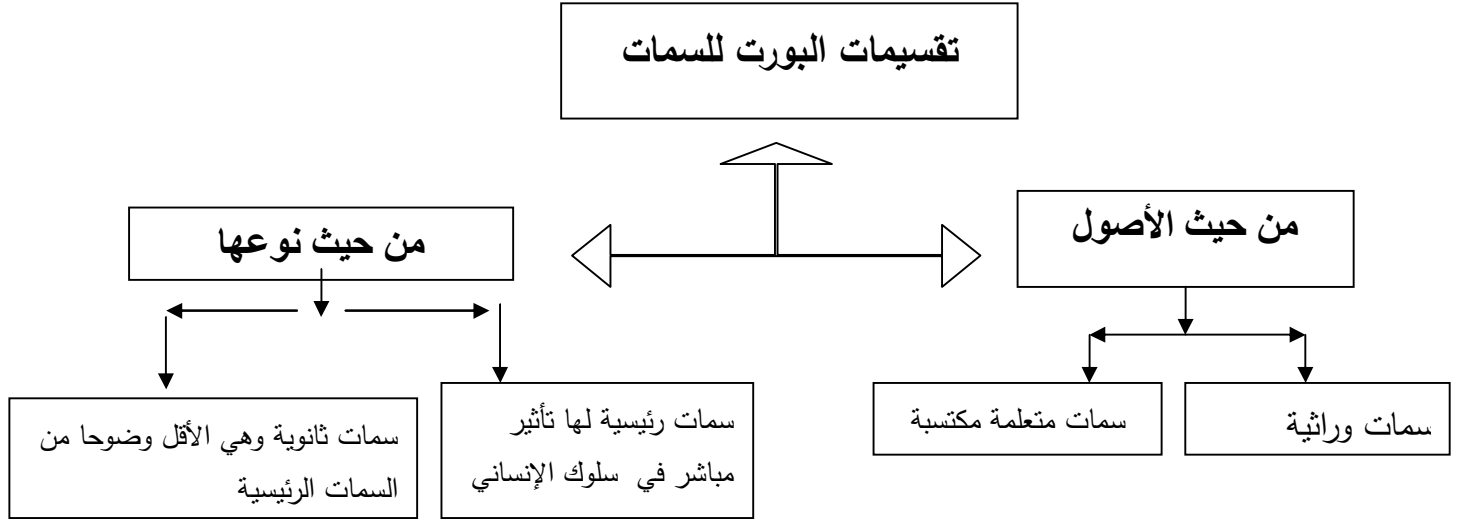 تقسيمات البورت للسمات
من حيث الأصول
من حيث نوعها
سمات وراثية
سمات متعلمة مكتسبة
سمات رئيسية لها تأثير
مباشر في سلوك الإنساني
سمات ثانوية وهي الأقل وضوحا من
السمات الرئيسية